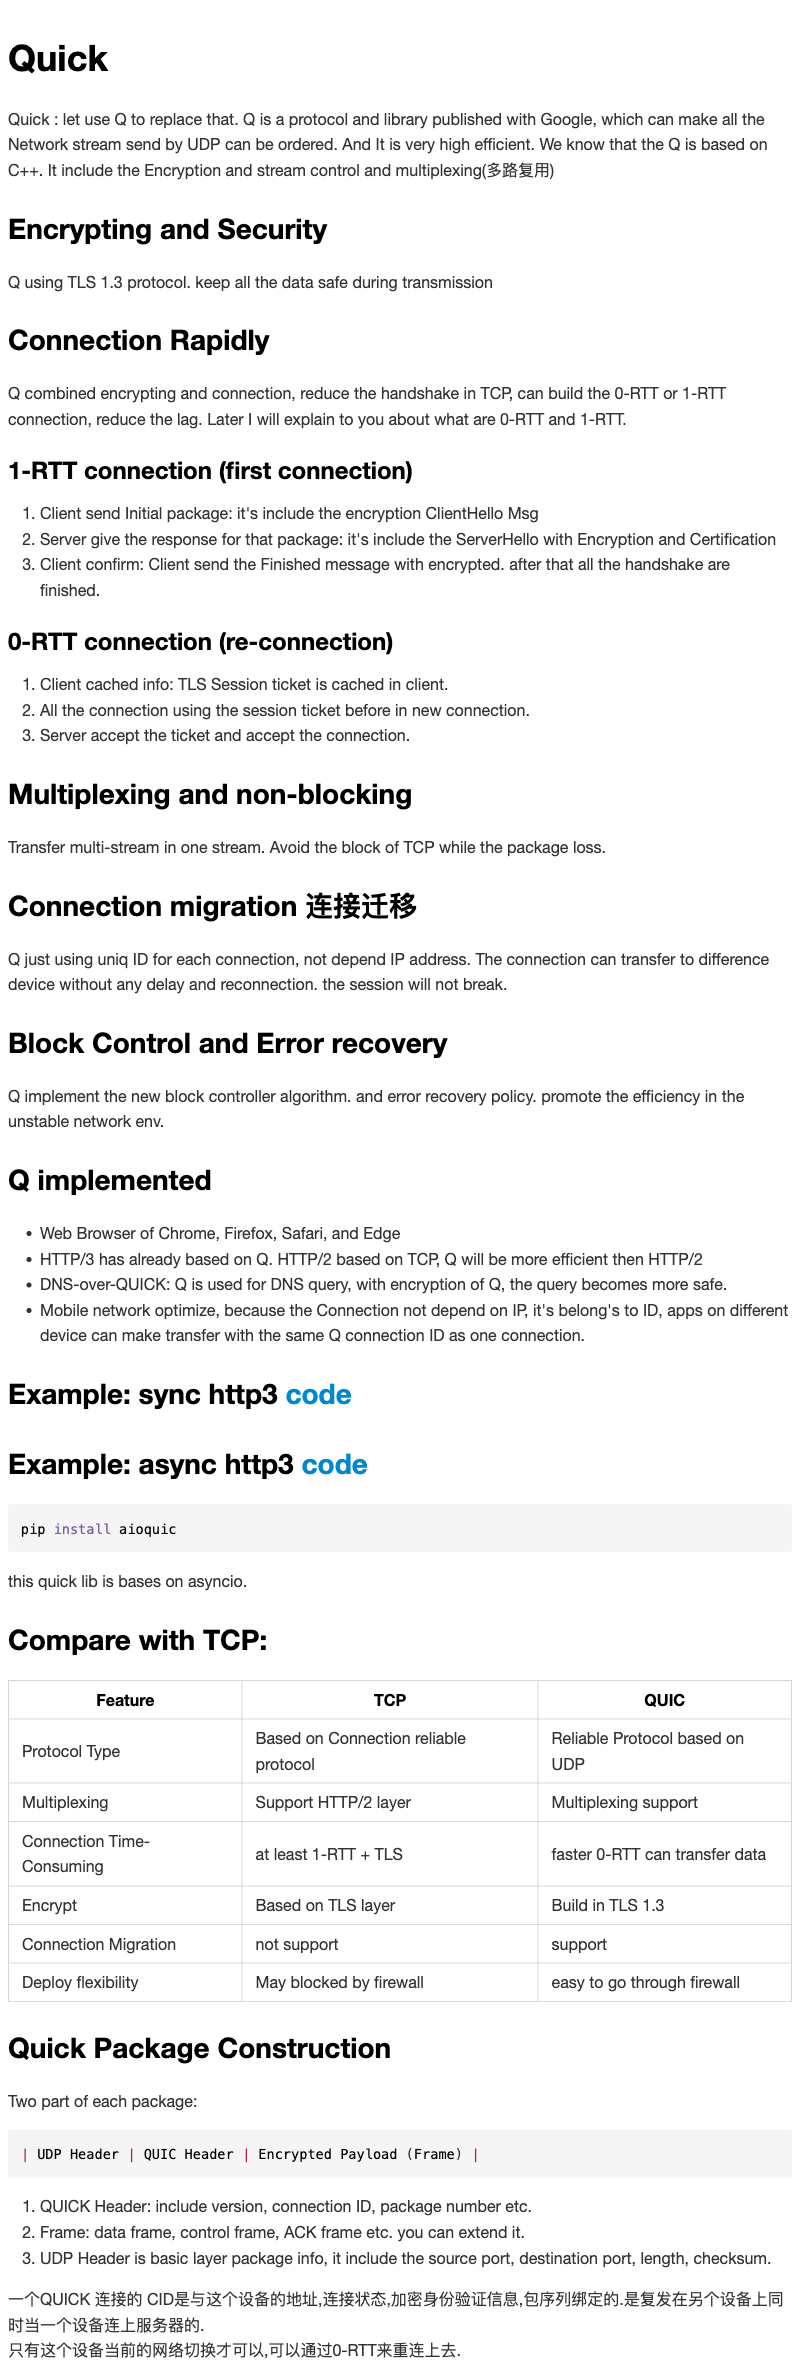 Quick
Quick : let use Q to replace that. Q is a protocol and library published with Google, which can make all the
Network stream send by UDP can be ordered. And It is very high efficient. We know that the Q is based on
C++. It include the Encryption and stream control and multiplexing(多路复用)
Encrypting and Security
Q using TLS 1.3 protocol. keep all the data safe during transmission
Connection Rapidly
Q combined encrypting and connection, reduce the handshake in TCP, can build the 0-RTT or 1-RTT
connection, reduce the lag. Later I will explain to you about what are 0-RTT and 1-RTT.
1-RTT connection (first connection)
1. Client send Initial package: it's include the encryption ClientHello Msg
2. Server give the response for that package: it's include the ServerHello with Encryption and Certification
3. Client confirm: Client send the Finished message with encrypted. after that all the handshake are
finished.
0-RTT connection (re-connection)
1. Client cached info: TLS Session ticket is cached in client.
2. All the connection using the session ticket before in new connection.
3. Server accept the ticket and accept the connection.
Multiplexing and non-blocking
Transfer multi-stream in one stream. Avoid the block of TCP while the package loss.
Connection migration 连接迁移
Q just using uniq ID for each connection, not depend IP address. The connection can transfer to difference
device without any delay and reconnection. the session will not break.
Block Control and Error recovery
Q implement the new block controller algorithm. and error recovery policy. promote the efficiency in the
unstable network env.
Q implemented
• Web Browser of Chrome, Firefox, Safari, and Edge
• HTTP/3 has already based on Q. HTTP/2 based on TCP, Q will be more efficient then HTTP/2
• DNS-over-QUICK: Q is used for DNS query, with encryption of Q, the query becomes more safe.
• Mobile network optimize, because the Connection not depend on IP, it's belong's to ID, apps on different
device can make transfer with the same Q connection ID as one connection.
Example: sync http3 code
Example: async http3 code
pip install aioquic
this quick lib is bases on asyncio.
Compare with TCP:
Feature TCP QUIC
Protocol Type Based on Connection reliable protocol Reliable Protocol based on UDP
Multiplexing Support HTTP/2 layer Multiplexing support
Connection Time-Consuming at least 1-RTT + TLS faster 0-RTT can transfer data
Encrypt Based on TLS layer Build in TLS 1.3
Connection Migration not support support
Deploy flexibility May blocked by firewall easy to go through firewall
Quick Package Construction
Two part of each package:
| UDP Header | QUIC Header | Encrypted Payload (Frame) |
1. QUICK Header: include version, connection ID, package number etc.
2. Frame: data frame, control frame, ACK frame etc. you can extend it.
3. UDP Header is basic layer package info, it include the source port, destination port, length, checksum.
一个QUICK 连接的 CID是与这个设备的地址,连接状态,加密身份验证信息,包序列绑定的.是复发在另个设备上同
时当一个设备连上服务器的.
只有这个设备当前的网络切换才可以,可以通过0-RTT来重连上去.